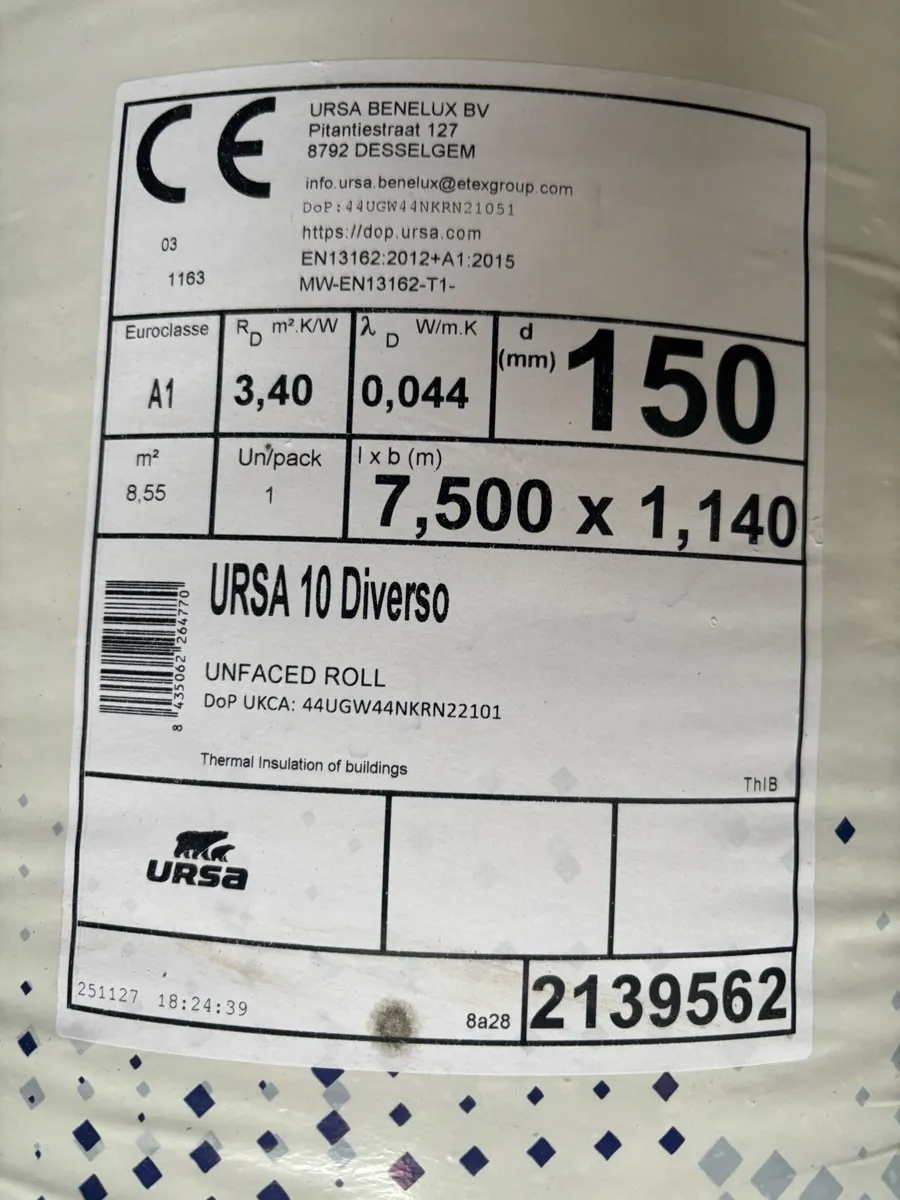 CE
URSA BENELUX BV
Pitantiestraat 127
8792 DESSELGEM
info.ursa.benelux@etexgroup.com
DoP:44UGW44NKRN21051
https://dop.ursa.com
03
EN13162:2012+A1:2015
1163
MW-EN13162-T1-
Euroclasse
A1
RD m².K/W
3,40
λD W/m.K
0,044
d
(mm)
150
m²
8,55
Un/pack
1
l x b (m)
7,500 x 1,140
URSA 10 Diverso
8 435062 264770
UNFACED ROLL
DoP UKCA: 44UGW44NKRN22101
Thermal Insulation of buildings
ThIB
URSA
251127 18:24:39
8a28
2139562